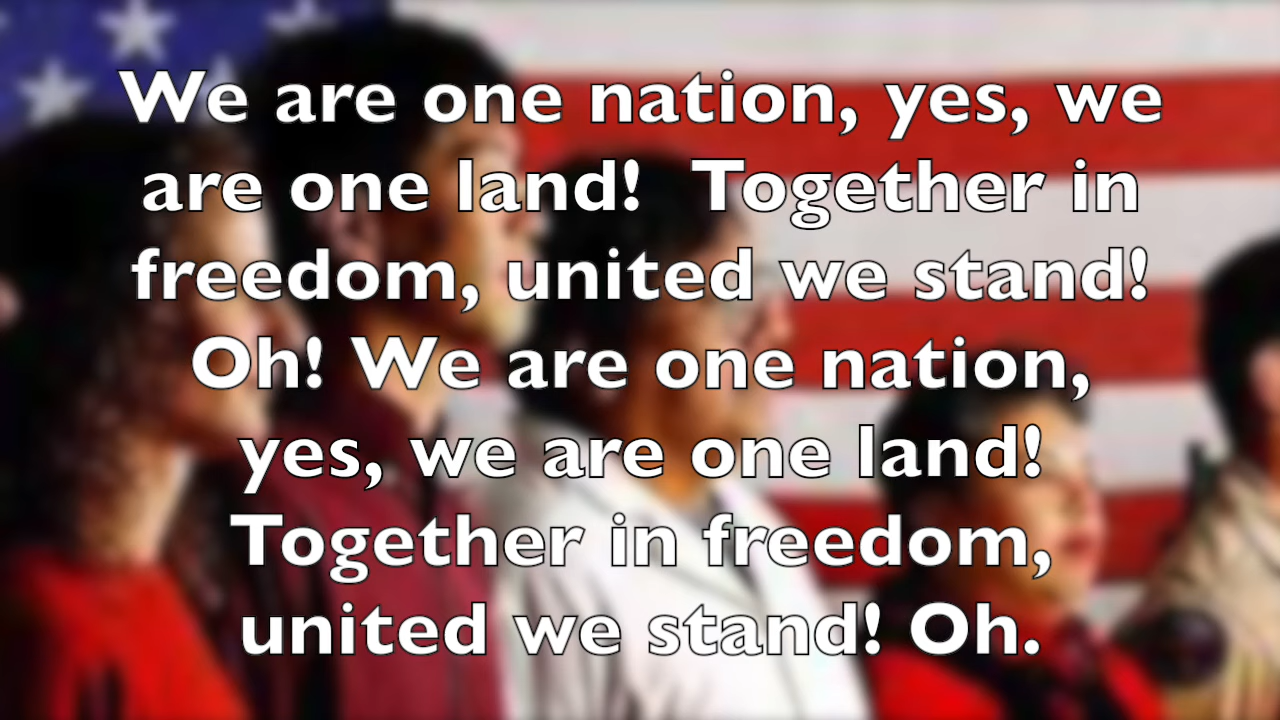 We are one nation, yes, we
are one land!  Together in
freedom, united we stand!
Oh! We are one nation,
yes, we are one land!
Together in freedom,
united we stand! Oh.